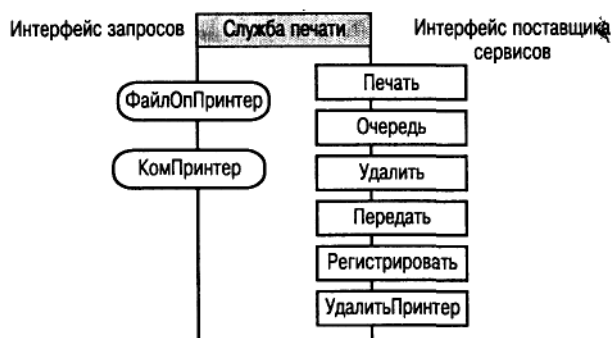 Интерфейс запросов
Служба печати
Интерфейс поставщика
сервисов
ФайлОпПринтер
КомПринтер
Печать
Очередь
Удалить
Передать
Регистрировать
УдалитьПринтер